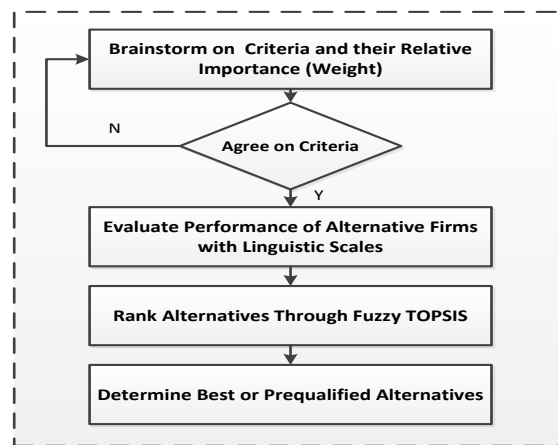 Brainstorm on Criteria and their Relative
Importance (Weight)
N
Agree on Criteria
Y
Evaluate Performance of Alternative Firms
with Linguistic Scales
Rank Alternatives Through Fuzzy TOPSIS
Determine Best or Prequalified Alternatives